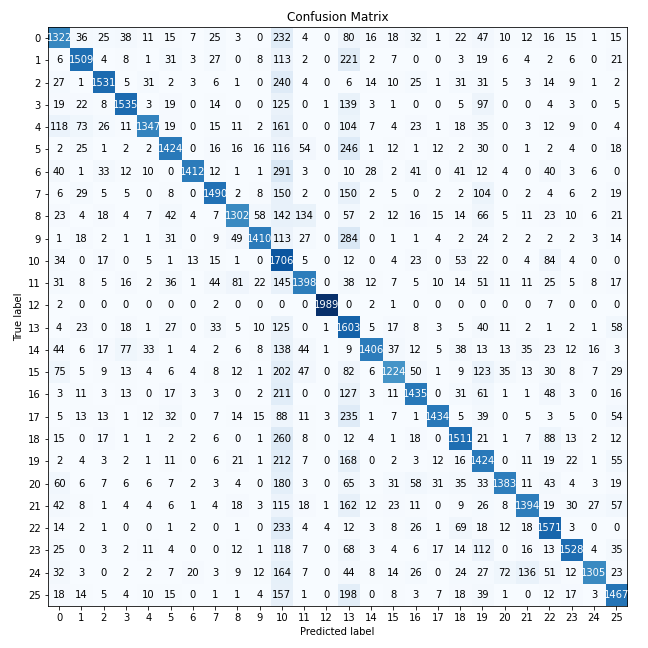 Confusion Matrix
0 1322 36 25 38 11 15 7 25 3 0 232 4 0 80 16 18 32 1 22 47 10 12 16 15 1 15
1 6 1509 4 8 1 31 3 27 0 8 113 2 0 221 2 7 0 0 3 19 6 4 2 6 0 21
2 27 1 1531 5 31 2 3 6 1 0 240 4 0 6 14 10 25 1 31 31 5 3 14 9 1 2
3 19 22 8 1535 3 19 0 14 0 0 125 0 1 139 3 1 0 0 5 97 0 0 4 3 0 5
4 118 73 26 11 1347 19 0 15 11 2 161 0 0 104 7 4 23 1 18 35 0 3 12 9 0 4
5 2 25 1 2 2 1424 0 16 16 16 116 54 0 246 1 12 1 12 2 30 0 1 2 4 0 18
6 40 1 33 12 10 0 1412 12 1 1 291 3 0 10 28 2 41 0 41 12 4 0 40 3 6 0
7 6 29 5 5 0 8 0 1490 2 8 150 2 0 150 2 5 0 2 2 104 0 2 4 6 2 19
8 23 4 18 4 7 42 4 7 1302 58 142 134 0 57 2 12 16 15 14 66 5 11 23 10 6 21
9 1 18 2 1 1 31 0 9 49 1410 113 27 0 284 0 1 1 4 2 24 2 2 2 2 3 14
10 34 0 17 0 5 1 13 15 1 0 1706 5 0 12 0 4 23 0 53 22 0 4 84 4 0 0
11 31 8 5 16 2 36 1 44 81 22 145 1398 0 38 12 7 5 10 14 51 11 11 25 5 8 17
12 2 0 0 0 0 2 0 0 0 0 0 0 1989 0 2 1 0 0 0 0 0 0 7 0 0 0
13 4 23 0 18 1 27 0 33 5 10 125 0 1 1603 5 17 8 3 5 40 11 2 1 2 1 58
14 44 6 17 77 33 1 4 2 6 8 138 44 1 9 1406 37 12 5 38 13 13 35 23 12 16 3
15 75 5 9 13 4 6 4 8 12 1 202 47 0 82 6 1224 50 1 9 123 35 13 30 8 7 29
16 3 11 3 13 0 17 3 3 0 2 211 0 0 127 3 11 1435 0 31 61 1 1 48 3 0 16
17 5 13 13 1 12 32 0 7 14 15 88 11 3 235 1 7 1 1434 5 39 0 5 3 5 0 54
18 15 0 17 1 1 2 2 6 0 1 260 8 0 12 4 1 18 0 1511 21 1 7 88 13 2 12
19 2 4 3 2 1 11 0 6 21 1 212 7 0 168 0 2 3 12 16 1424 0 11 19 22 1 55
20 60 6 7 6 6 7 2 3 4 0 180 3 0 65 3 31 58 31 35 33 1383 11 43 4 3 19
21 42 8 1 4 4 6 1 4 18 3 115 18 1 162 12 23 11 0 9 26 8 1394 19 30 27 57
22 14 2 1 0 0 1 2 0 1 0 233 4 4 12 3 8 26 1 69 18 12 18 1571 3 0 0
23 25 0 3 2 11 4 0 0 12 1 118 7 0 68 3 4 6 17 14 112 0 16 13 1528 4 35
24 32 3 0 2 2 7 20 3 9 12 164 7 0 44 8 14 26 0 24 27 72 136 51 12 1305 23
25 18 14 5 4 10 15 0 1 1 4 157 1 0 198 0 8 3 7 18 39 1 0 12 17 3 1467
0 1 2 3 4 5 6 7 8 9 10 11 12 13 14 15 16 17 18 19 20 21 22 23 24 25
Predicted label
True label